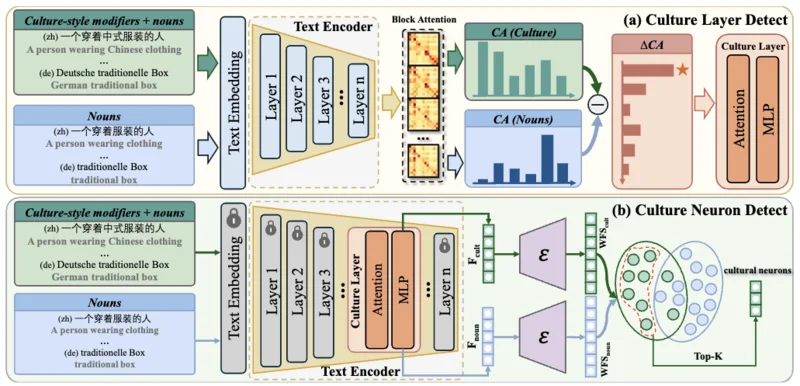 (a) Culture Layer Detect
Culture-style modifiers + nouns
(zh) 一个穿着中式服装的人
A person wearing Chinese clothing
...
(de) Deutsche traditionelle Box
German traditional box
Nouns
(zh) 一个穿着服装的人
A person wearing clothing
...
(de) traditionelle Box
traditional box
Text Embedding
Text Encoder
Layer 1
Layer 2
Layer 3
...
Layer n
Block Attention
...
CA (Culture)
CA (Nouns)
ΔCA
Culture Layer
Attention
MLP
(b) Culture Neuron Detect
Culture-style modifiers + nouns
(zh) 一个穿着中式服装的人
A person wearing Chinese clothing
...
(de) Deutsche traditionelle Box
German traditional box
Nouns
(zh) 一个穿着服装的人
A person wearing clothing
...
(de) traditionelle Box
traditional box
Text Embedding
Layer 1
Layer 2
Layer 3
...
Culture Layer
Attention
MLP
...
Layer n
Text Encoder
F_cult
F_noun
ε
ε
WFS_cult
WFS_noun
cultural neurons
Top-K